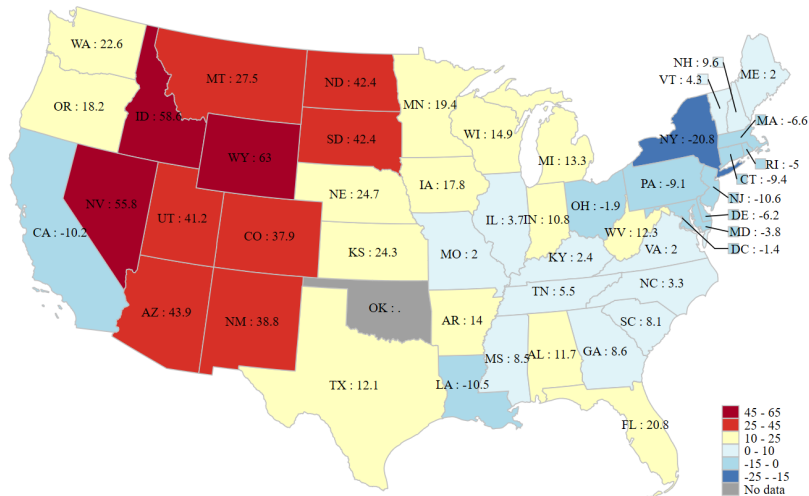 WA : 22.6
OR : 18.2
CA : -10.2
ID : 58.6
NV : 55.8
MT : 27.5
WY : 63
UT : 41.2
AZ : 43.9
CO : 37.9
NM : 38.8
ND : 42.4
SD : 42.4
NE : 24.7
KS : 24.3
OK : .
TX : 12.1
MN : 19.4
IA : 17.8
MO : 2
AR : 14
LA : -10.5
WI : 14.9
IL : 3.7
MI : 13.3
IN : 10.8
OH : -1.9
KY : 2.4
TN : 5.5
MS : 8.5
AL : 11.7
GA : 8.6
FL : 20.8
SC : 8.1
NC : 3.3
VA : 2
WV : 12.3
PA : -9.1
NY : -20.8
VT : 4.3
NH : 9.6
ME : 2
MA : -6.6
RI : -5
CT : -9.4
NJ : -10.6
DE : -6.2
MD : -3.8
DC : -1.4
45 - 65
25 - 45
10 - 25
0 - 10
-15 - 0
-25 - -15
No data